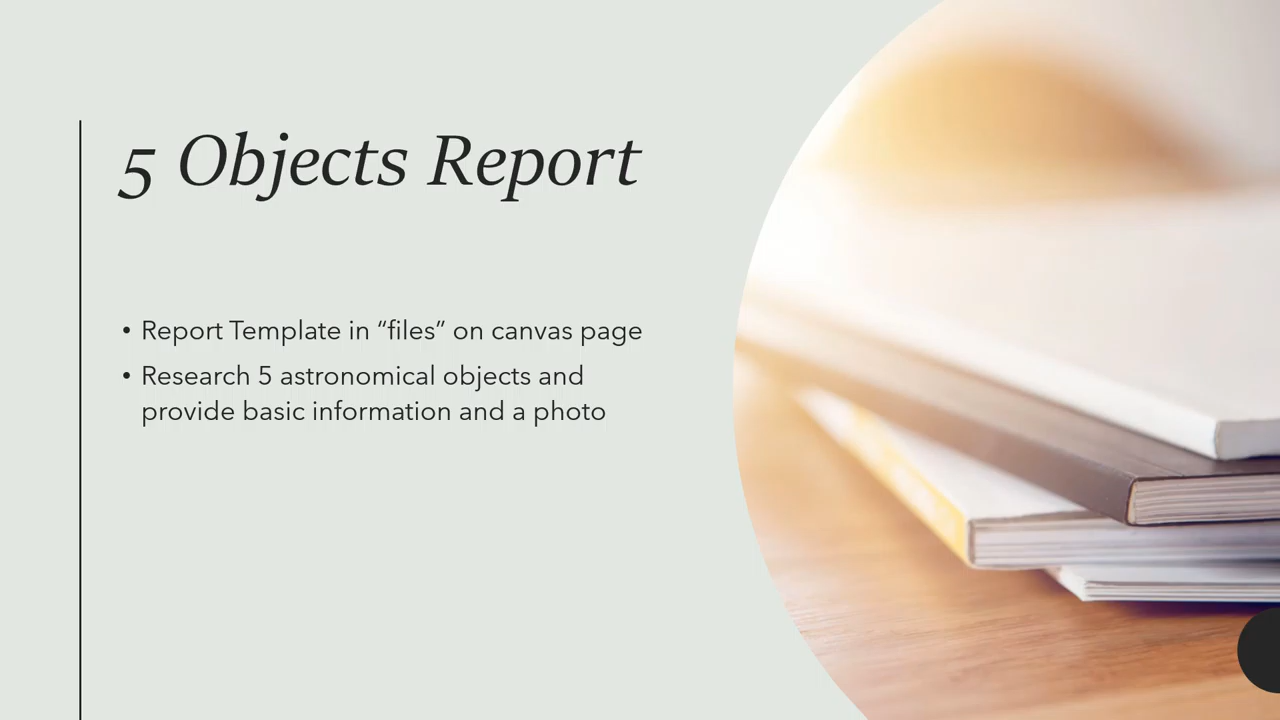 5 Objects Report
• Report Template in “files” on canvas page
• Research 5 astronomical objects and
provide basic information and a photo